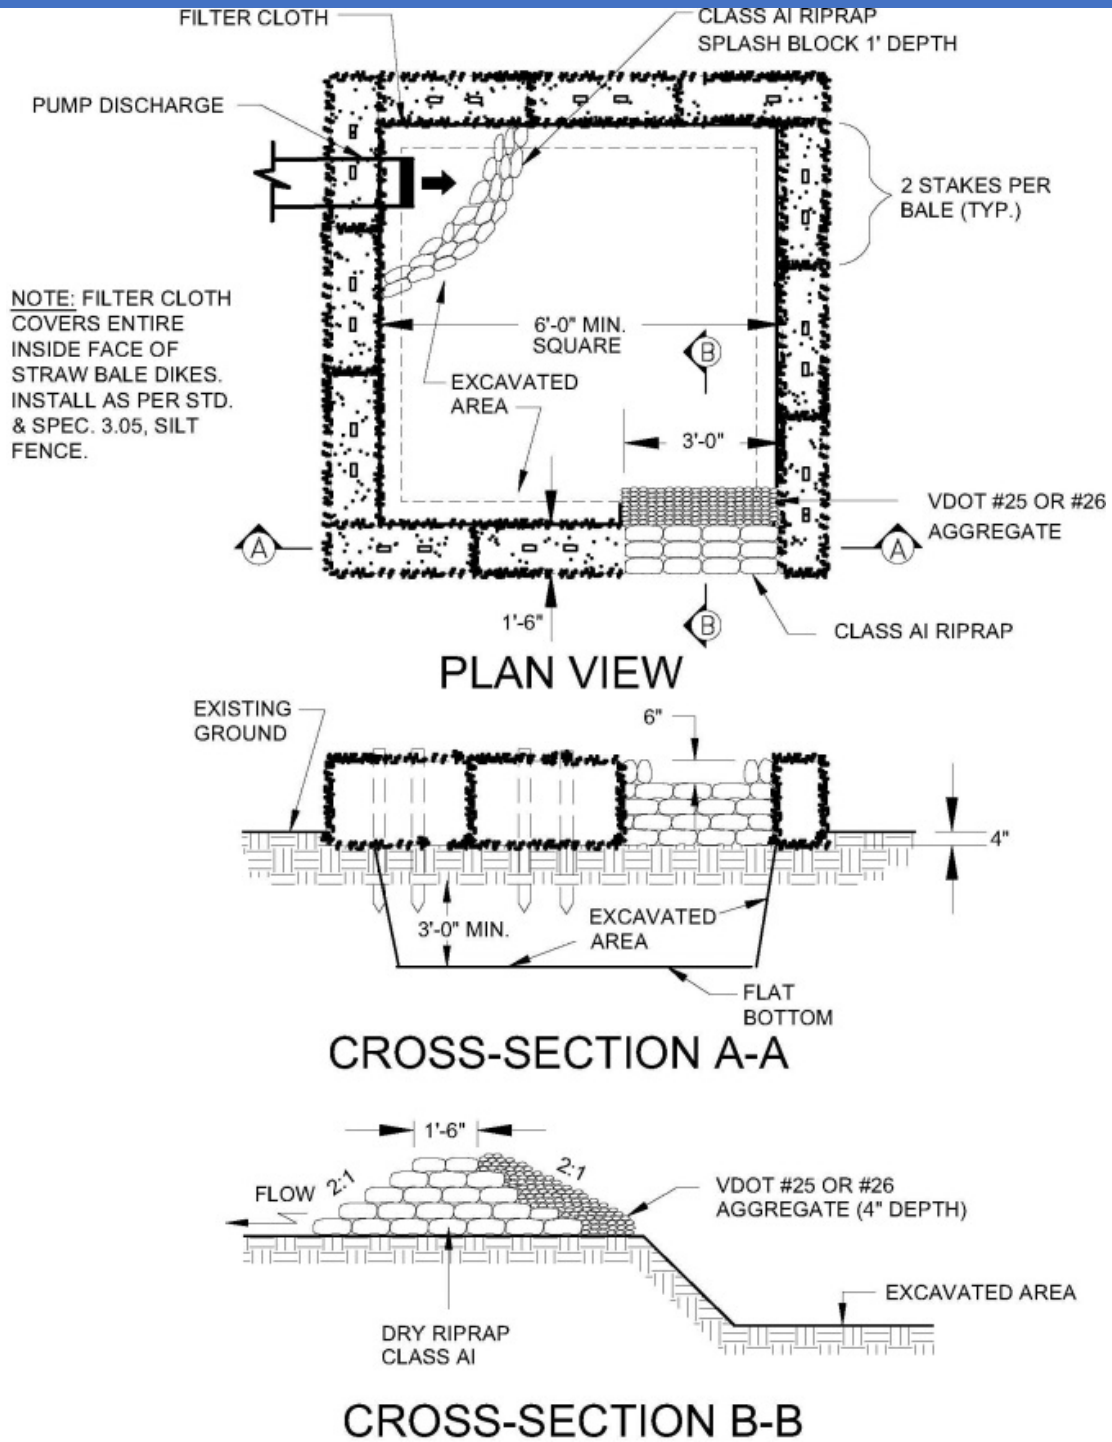 FILTER CLOTH
CLASS AI RIPRAP
SPLASH BLOCK 1' DEPTH
PUMP DISCHARGE
2 STAKES PER
BALE (TYP.)
NOTE: FILTER CLOTH
COVERS ENTIRE
INSIDE FACE OF
STRAW BALE DIKES.
INSTALL AS PER STD.
& SPEC. 3.05, SILT
FENCE.
6'-0" MIN.
SQUARE
B
EXCAVATED
AREA
3'-0"
VDOT #25 OR #26
AGGREGATE
A
A
1'-6"
B
CLASS AI RIPRAP
PLAN VIEW
EXISTING
GROUND
6"
4"
3'-0" MIN.
EXCAVATED
AREA
FLAT
BOTTOM
CROSS-SECTION A-A
1'-6"
2:1
2:1
FLOW
VDOT #25 OR #26
AGGREGATE (4" DEPTH)
EXCAVATED AREA
DRY RIPRAP
CLASS AI
CROSS-SECTION B-B